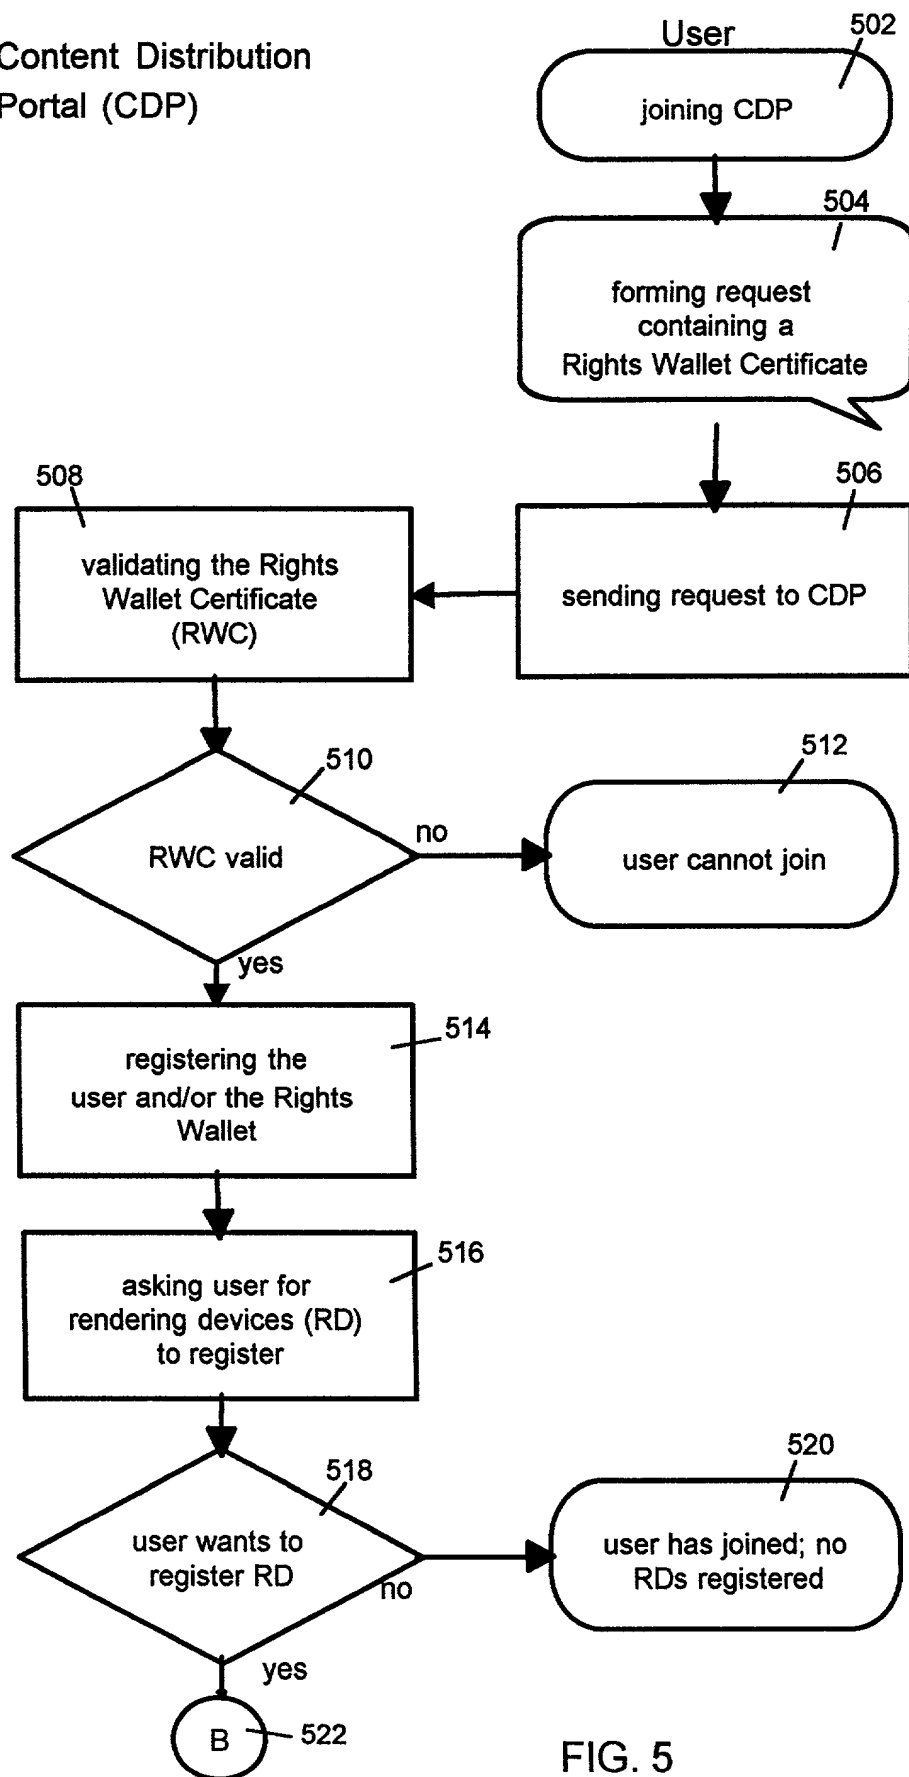 Content Distribution
Portal (CDP)
User
502
joining CDP
504
forming request
containing a
Rights Wallet Certificate
506
sending request to CDP
508
validating the Rights
Wallet Certificate
(RWC)
510
RWC valid
no
512
user cannot join
yes
514
registering the
user and/or the Rights
Wallet
516
asking user for
rendering devices (RD)
to register
518
user wants to
register RD
no
520
user has joined; no
RDs registered
yes
B
522
FIG. 5